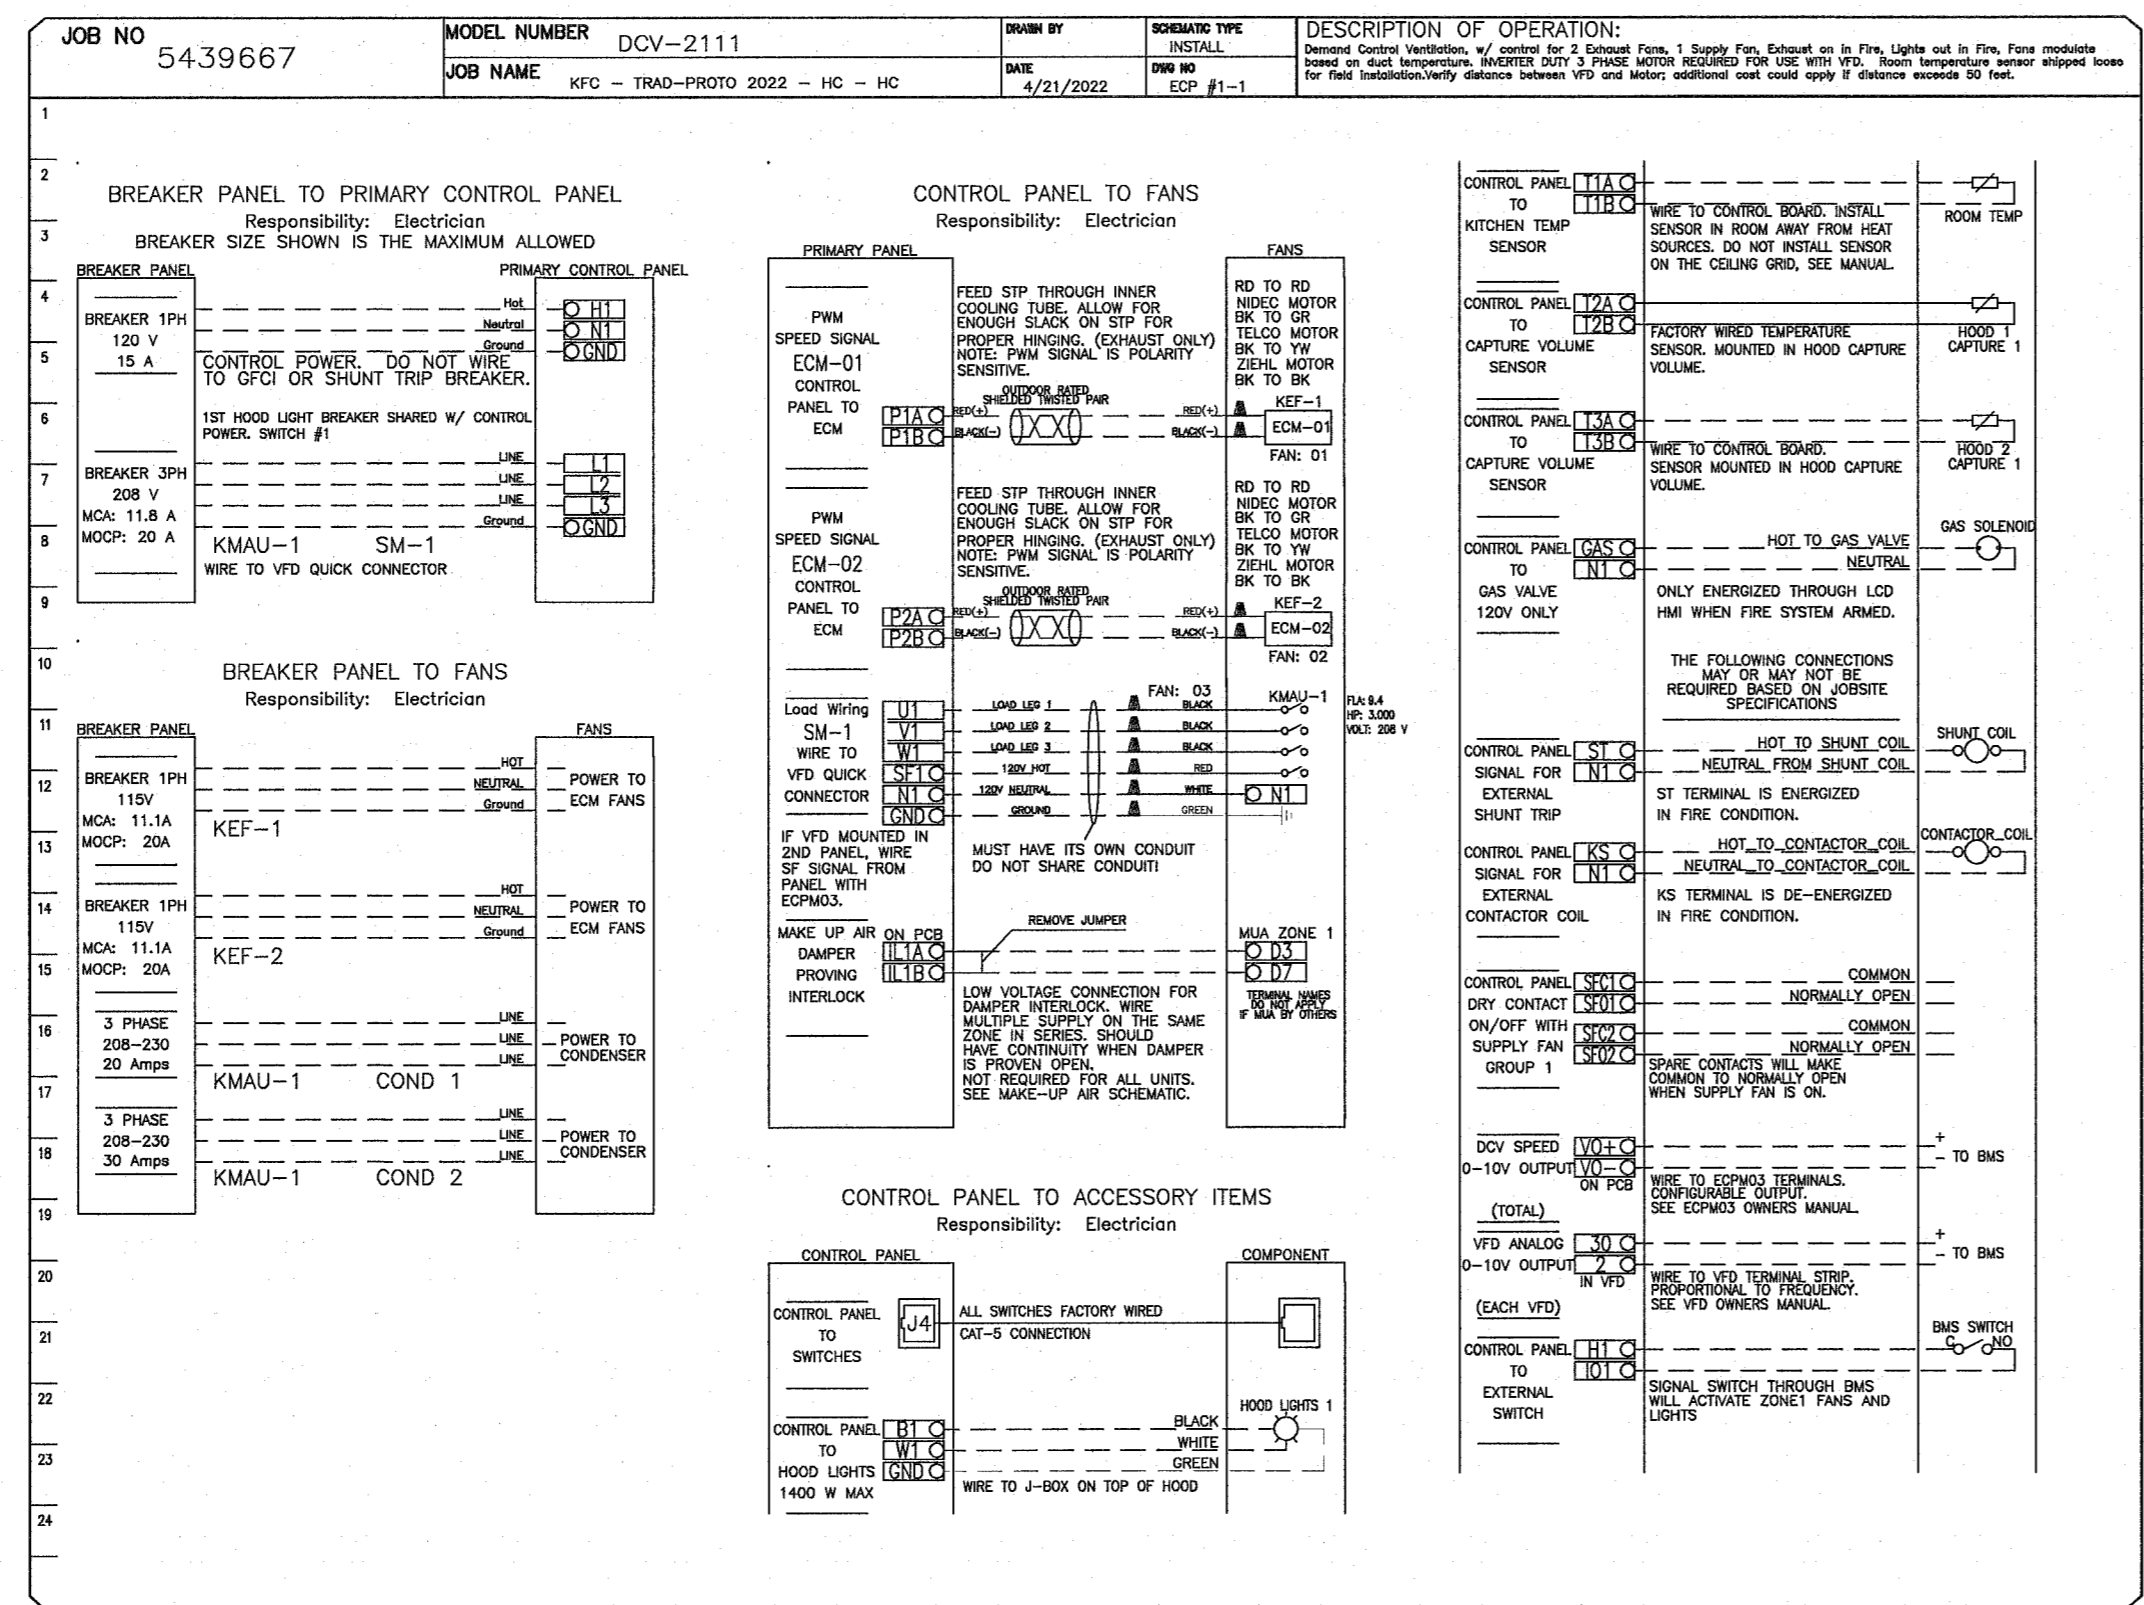 JOB NO
5439667
MODEL NUMBER
DCV-2111
JOB NAME
KFC - TRAD-PROTO 2022 - HC - HC
DRAWN BY
DATE
4/21/2022
SCHEMATIC TYPE
INSTALL
DWG NO
ECP #1-1
DESCRIPTION OF OPERATION:
Demand Control Ventilation, w/ control for 2 Exhaust Fans, 1 Supply Fan, Exhaust on in Fire, Lights out in Fire, Fans modulate
based on duct temperature. INVERTER DUTY 3 PHASE MOTOR REQUIRED FOR USE WITH VFD. Room temperature sensor shipped loose
for field installation.Verify distance between VFD and Motor; additional cost could apply if distance exceeds 50 feet.
1
2
3
4
5
6
7
8
9
10
11
12
13
14
15
16
17
18
19
20
21
22
23
24
BREAKER PANEL TO PRIMARY CONTROL PANEL
Responsibility: Electrician
BREAKER SIZE SHOWN IS THE MAXIMUM ALLOWED
BREAKER PANEL
PRIMARY CONTROL PANEL
BREAKER 1PH
120 V
15 A
Hot
H1
Neutral
N1
Ground
GND
CONTROL POWER. DO NOT WIRE
TO GFCI OR SHUNT TRIP BREAKER.
1ST HOOD LIGHT BREAKER SHARED W/ CONTROL
POWER. SWITCH #1
BREAKER 3PH
208 V
MCA: 11.8 A
MOCP: 20 A
LINE
L1
LINE
L2
LINE
L3
Ground
GND
KMAU-1 SM-1
WIRE TO VFD QUICK CONNECTOR
BREAKER PANEL TO FANS
Responsibility: Electrician
BREAKER PANEL
FANS
BREAKER 1PH
115V
MCA: 11.1A
MOCP: 20A
HOT
NEUTRAL
Ground
POWER TO
ECM FANS
KEF-1
BREAKER 1PH
115V
MCA: 11.1A
MOCP: 20A
HOT
NEUTRAL
Ground
POWER TO
ECM FANS
KEF-2
3 PHASE
208-230
20 Amps
LINE
LINE
LINE
POWER TO
CONDENSER
KMAU-1 COND 1
3 PHASE
208-230
30 Amps
LINE
LINE
LINE
POWER TO
CONDENSER
KMAU-1 COND 2
CONTROL PANEL TO FANS
Responsibility: Electrician
PRIMARY PANEL
FANS
PWM
SPEED SIGNAL
ECM-01
CONTROL
PANEL TO
ECM
P1A
P1B
FEED STP THROUGH INNER
COOLING TUBE. ALLOW FOR
ENOUGH SLACK ON STP FOR
PROPER HINGING. (EXHAUST ONLY)
NOTE: PWM SIGNAL IS POLARITY
SENSITIVE.
OUTDOOR RATED
SHIELDED TWISTED PAIR
RED(+)
BLACK(-)
RED(+)
BLACK(-)
RD TO RD
NIDEC MOTOR
BK TO GR
TELCO MOTOR
BK TO YW
ZIEHL MOTOR
BK TO BK
KEF-1
ECM-01
FAN: 01
PWM
SPEED SIGNAL
ECM-02
CONTROL
PANEL TO
ECM
P2A
P2B
FEED STP THROUGH INNER
COOLING TUBE. ALLOW FOR
ENOUGH SLACK ON STP FOR
PROPER HINGING. (EXHAUST ONLY)
NOTE: PWM SIGNAL IS POLARITY
SENSITIVE.
OUTDOOR RATED
SHIELDED TWISTED PAIR
RED(+)
BLACK(-)
RED(+)
BLACK(-)
RD TO RD
NIDEC MOTOR
BK TO GR
TELCO MOTOR
BK TO YW
ZIEHL MOTOR
BK TO BK
KEF-2
ECM-02
FAN: 02
Load Wiring
SM-1
WIRE TO
VFD QUICK
CONNECTOR
FAN: 03
KMAU-1
FLA: 9.4
HP: 3.000
VOLT: 208 V
U1 LOAD LEG 1 BLACK
V1 LOAD LEG 2 BLACK
W1 LOAD LEG 3 BLACK
SF1 120V HOT RED
N1 120V NEUTRAL WHITE N1
GND GROUND GREEN
IF VFD MOUNTED IN
2ND PANEL, WIRE
SF SIGNAL FROM
PANEL WITH
ECPM03.
MUST HAVE ITS OWN CONDUIT
DO NOT SHARE CONDUIT!
MAKE UP AIR
DAMPER
PROVING
INTERLOCK
ON PCB
IL1A
IL1B
REMOVE JUMPER
MUA ZONE 1
D3
D7
TERMINAL NAMES
DO NOT APPLY
IF MUA BY OTHERS
LOW VOLTAGE CONNECTION FOR
DAMPER INTERLOCK. WIRE
MULTIPLE SUPPLY ON THE SAME
ZONE IN SERIES. SHOULD
HAVE CONTINUITY WHEN DAMPER
IS PROVEN OPEN.
NOT REQUIRED FOR ALL UNITS.
SEE MAKE-UP AIR SCHEMATIC.
CONTROL PANEL TO ACCESSORY ITEMS
Responsibility: Electrician
CONTROL PANEL
COMPONENT
CONTROL PANEL
TO
SWITCHES
J4
ALL SWITCHES FACTORY WIRED
CAT-5 CONNECTION
CONTROL PANEL
TO
HOOD LIGHTS
1400 W MAX
B1
W1
GND
BLACK
WHITE
GREEN
HOOD LIGHTS 1
WIRE TO J-BOX ON TOP OF HOOD
CONTROL PANEL
TO
KITCHEN TEMP
SENSOR
T1A
T1B
WIRE TO CONTROL BOARD. INSTALL
SENSOR IN ROOM AWAY FROM HEAT
SOURCES. DO NOT INSTALL SENSOR
ON THE CEILING GRID, SEE MANUAL.
ROOM TEMP
CONTROL PANEL
TO
CAPTURE VOLUME
SENSOR
T2A
T2B
FACTORY WIRED TEMPERATURE
SENSOR. MOUNTED IN HOOD CAPTURE
VOLUME.
HOOD 1
CAPTURE 1
CONTROL PANEL
TO
CAPTURE VOLUME
SENSOR
T3A
T3B
WIRE TO CONTROL BOARD.
SENSOR MOUNTED IN HOOD CAPTURE
VOLUME.
HOOD 2
CAPTURE 1
CONTROL PANEL
TO
GAS VALVE
120V ONLY
GAS
N1
HOT TO GAS VALVE
NEUTRAL
GAS SOLENOID
ONLY ENERGIZED THROUGH LCD
HMI WHEN FIRE SYSTEM ARMED.
THE FOLLOWING CONNECTIONS
MAY OR MAY NOT BE
REQUIRED BASED ON JOBSITE
SPECIFICATIONS
CONTROL PANEL
SIGNAL FOR
EXTERNAL
SHUNT TRIP
ST
N1
HOT TO SHUNT COIL
NEUTRAL FROM SHUNT COIL
SHUNT COIL
ST TERMINAL IS ENERGIZED
IN FIRE CONDITION.
CONTROL PANEL
SIGNAL FOR
EXTERNAL
CONTACTOR COIL
KS
N1
HOT_TO_CONTACTOR_COIL
NEUTRAL_TO_CONTACTOR_COIL
CONTACTOR_COIL
KS TERMINAL IS DE-ENERGIZED
IN FIRE CONDITION.
CONTROL PANEL
DRY CONTACT
ON/OFF WITH
SUPPLY FAN
GROUP 1
SFC1
SFO1
SFC2
SFO2
COMMON
NORMALLY OPEN
COMMON
NORMALLY OPEN
SPARE CONTACTS WILL MAKE
COMMON TO NORMALLY OPEN
WHEN SUPPLY FAN IS ON.
DCV SPEED
0-10V OUTPUT
(TOTAL)
VO+
VO-
ON PCB
+
- TO BMS
WIRE TO ECPM03 TERMINALS.
CONFIGURABLE OUTPUT.
SEE ECPM03 OWNERS MANUAL.
VFD ANALOG
0-10V OUTPUT
(EACH VFD)
30
2
IN VFD
+
- TO BMS
WIRE TO VFD TERMINAL STRIP.
PROPORTIONAL TO FREQUENCY.
SEE VFD OWNERS MANUAL.
CONTROL PANEL
TO
EXTERNAL
SWITCH
H1
IO1
BMS SWITCH
C NO
SIGNAL SWITCH THROUGH BMS
WILL ACTIVATE ZONE1 FANS AND
LIGHTS